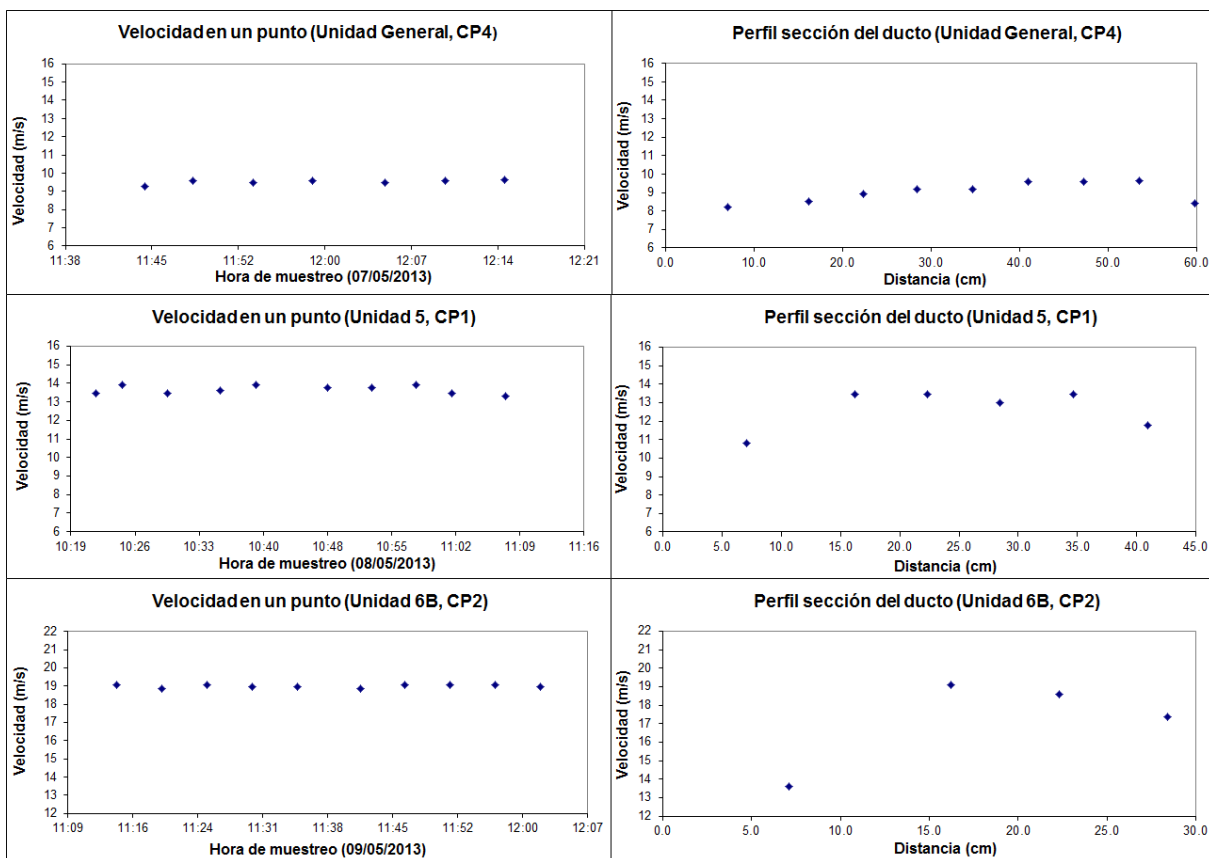 Velocidad en un punto (Unidad General, CP4)
16
15
14
13
12
11
10
9
8
7
6
Velocidad (m/s)
11:38 11:45 11:52 12:00 12:07 12:14 12:21
Hora de muestreo (07/05/2013)
Perfil sección del ducto (Unidad General, CP4)
16
15
14
13
12
11
10
9
8
7
6
Velocidad (m/s)
0.0 10.0 20.0 30.0 40.0 50.0 60.0
Distancia (cm)
Velocidad en un punto (Unidad 5, CP1)
16
15
14
13
12
11
10
9
8
7
6
Velocidad (m/s)
10:19 10:26 10:33 10:40 10:48 10:55 11:02 11:09 11:16
Hora de muestreo (08/05/2013)
Perfil sección del ducto (Unidad 5, CP1)
16
15
14
13
12
11
10
9
8
7
6
Velocidad (m/s)
0.0 5.0 10.0 15.0 20.0 25.0 30.0 35.0 40.0 45.0
Distancia (cm)
Velocidad en un punto (Unidad 6B, CP2)
22
21
20
19
18
17
16
15
14
13
12
Velocidad (m/s)
11:09 11:16 11:24 11:31 11:38 11:45 11:52 12:00 12:07
Hora de muestreo (09/05/2013)
Perfil sección del ducto (Unidad 6B, CP2)
22
21
20
19
18
17
16
15
14
13
12
Velocidad (m/s)
0.0 5.0 10.0 15.0 20.0 25.0 30.0
Distancia (cm)